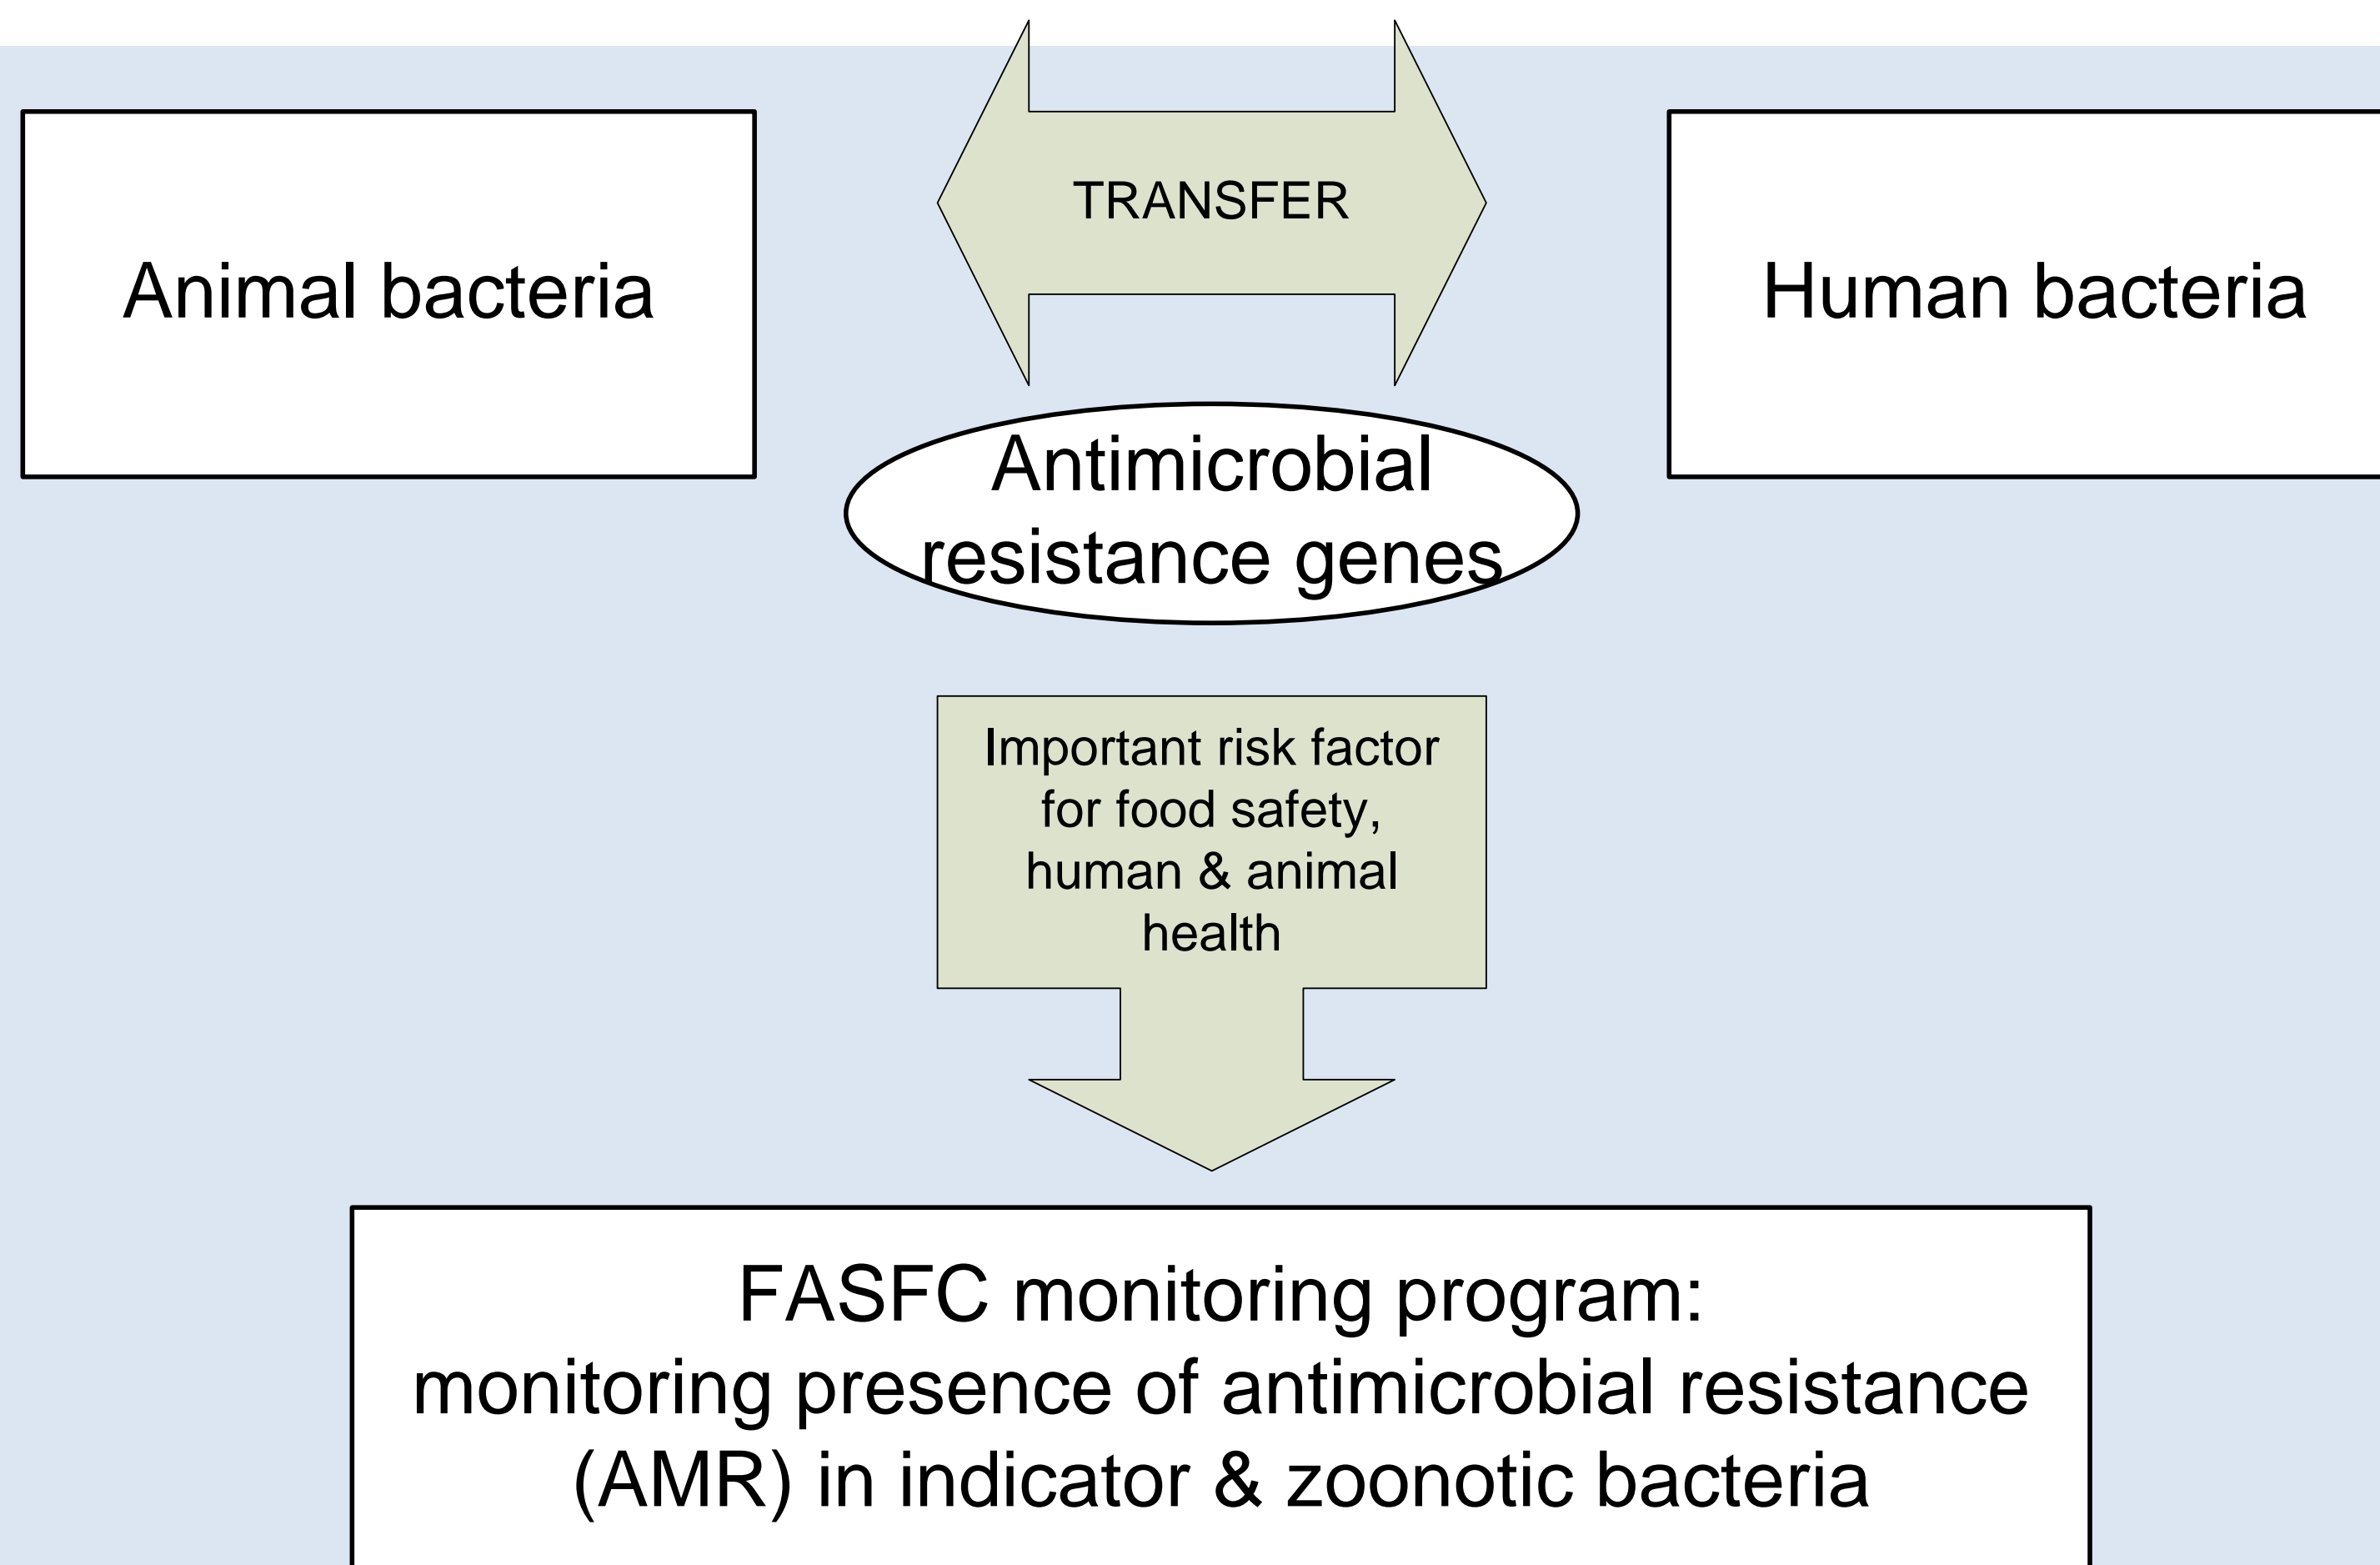 TRANSFER
Animal bacteria
Human bacteria
Antimicrobial
resistance genes
Important risk factor
for food safety,
human & animal
health
FASFC monitoring program:
monitoring presence of antimicrobial resistance
(AMR) in indicator & zoonotic bacteria